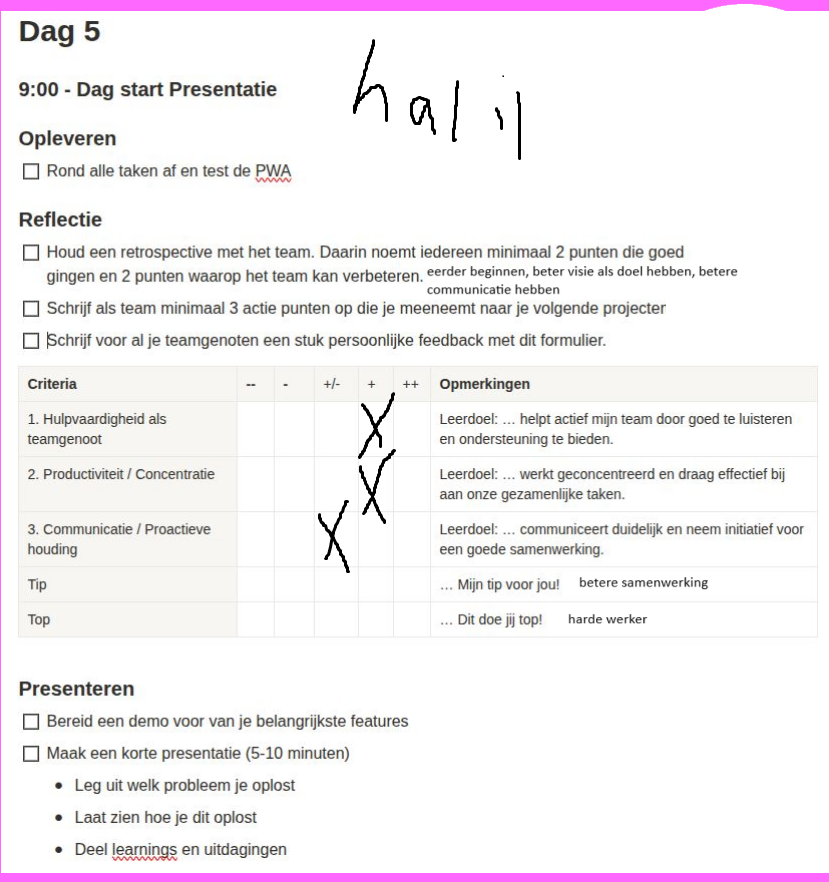 Dag 5
halil
9:00 - Dag start Presentatie
Opleveren
Rond alle taken af en test de PWA
Reflectie
Houd een retrospective met het team. Daarin noemt iedereen minimaal 2 punten die goed
gingen en 2 punten waarop het team kan verbeteren. eerder beginnen, beter visie als doel hebben, betere
communicatie hebben
Schrijf als team minimaal 3 actie punten op die je meeneemt naar je volgende projecten
Schrijf voor al je teamgenoten een stuk persoonlijke feedback met dit formulier.
Criteria -- - +/- + ++ Opmerkingen
1. Hulpvaardigheid als X Leerdoel: … helpt actief mijn team door goed te luisteren
teamgenoot en ondersteuning te bieden.
2. Productiviteit / Concentratie X Leerdoel: … werkt geconcentreerd en draag effectief bij
aan onze gezamenlijke taken.
3. Communicatie / Proactieve X Leerdoel: … communiceert duidelijk en neem initiatief voor
houding een goede samenwerking.
Tip … Mijn tip voor jou! betere samenwerking
Top … Dit doe jij top! harde werker
Presenteren
Bereid een demo voor van je belangrijkste features
Maak een korte presentatie (5-10 minuten)
• Leg uit welk probleem je oplost
• Laat zien hoe je dit oplost
• Deel learnings en uitdagingen